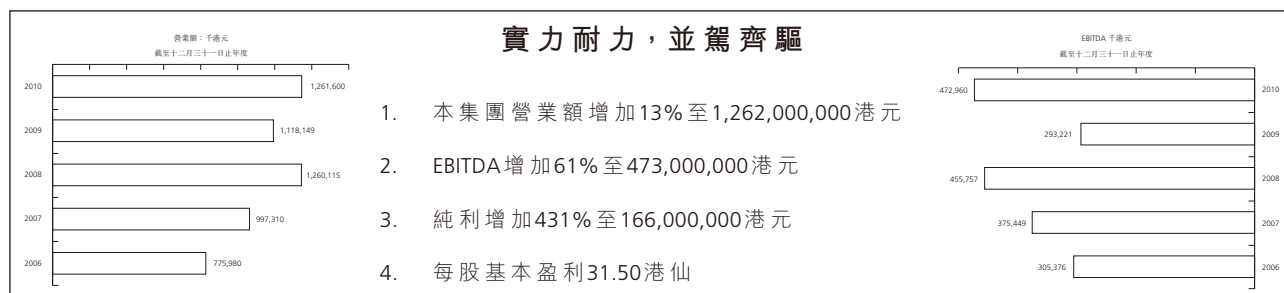 營業額：千港元
截至十二月三十一日止年度
2010
1,261,600
2009
1,118,149
2008
1,260,115
2007
997,310
2006
775,980
實力耐力，並駕齊驅
1. 本集團營業額增加13%至1,262,000,000港元
2. EBITDA增加61%至473,000,000港元
3. 純利增加431%至166,000,000港元
4. 每股基本盈利31.50港仙
EBITDA 千港元
截至十二月三十一日止年度
472,960
2010
293,221
2009
455,757
2008
375,449
2007
305,376
2006